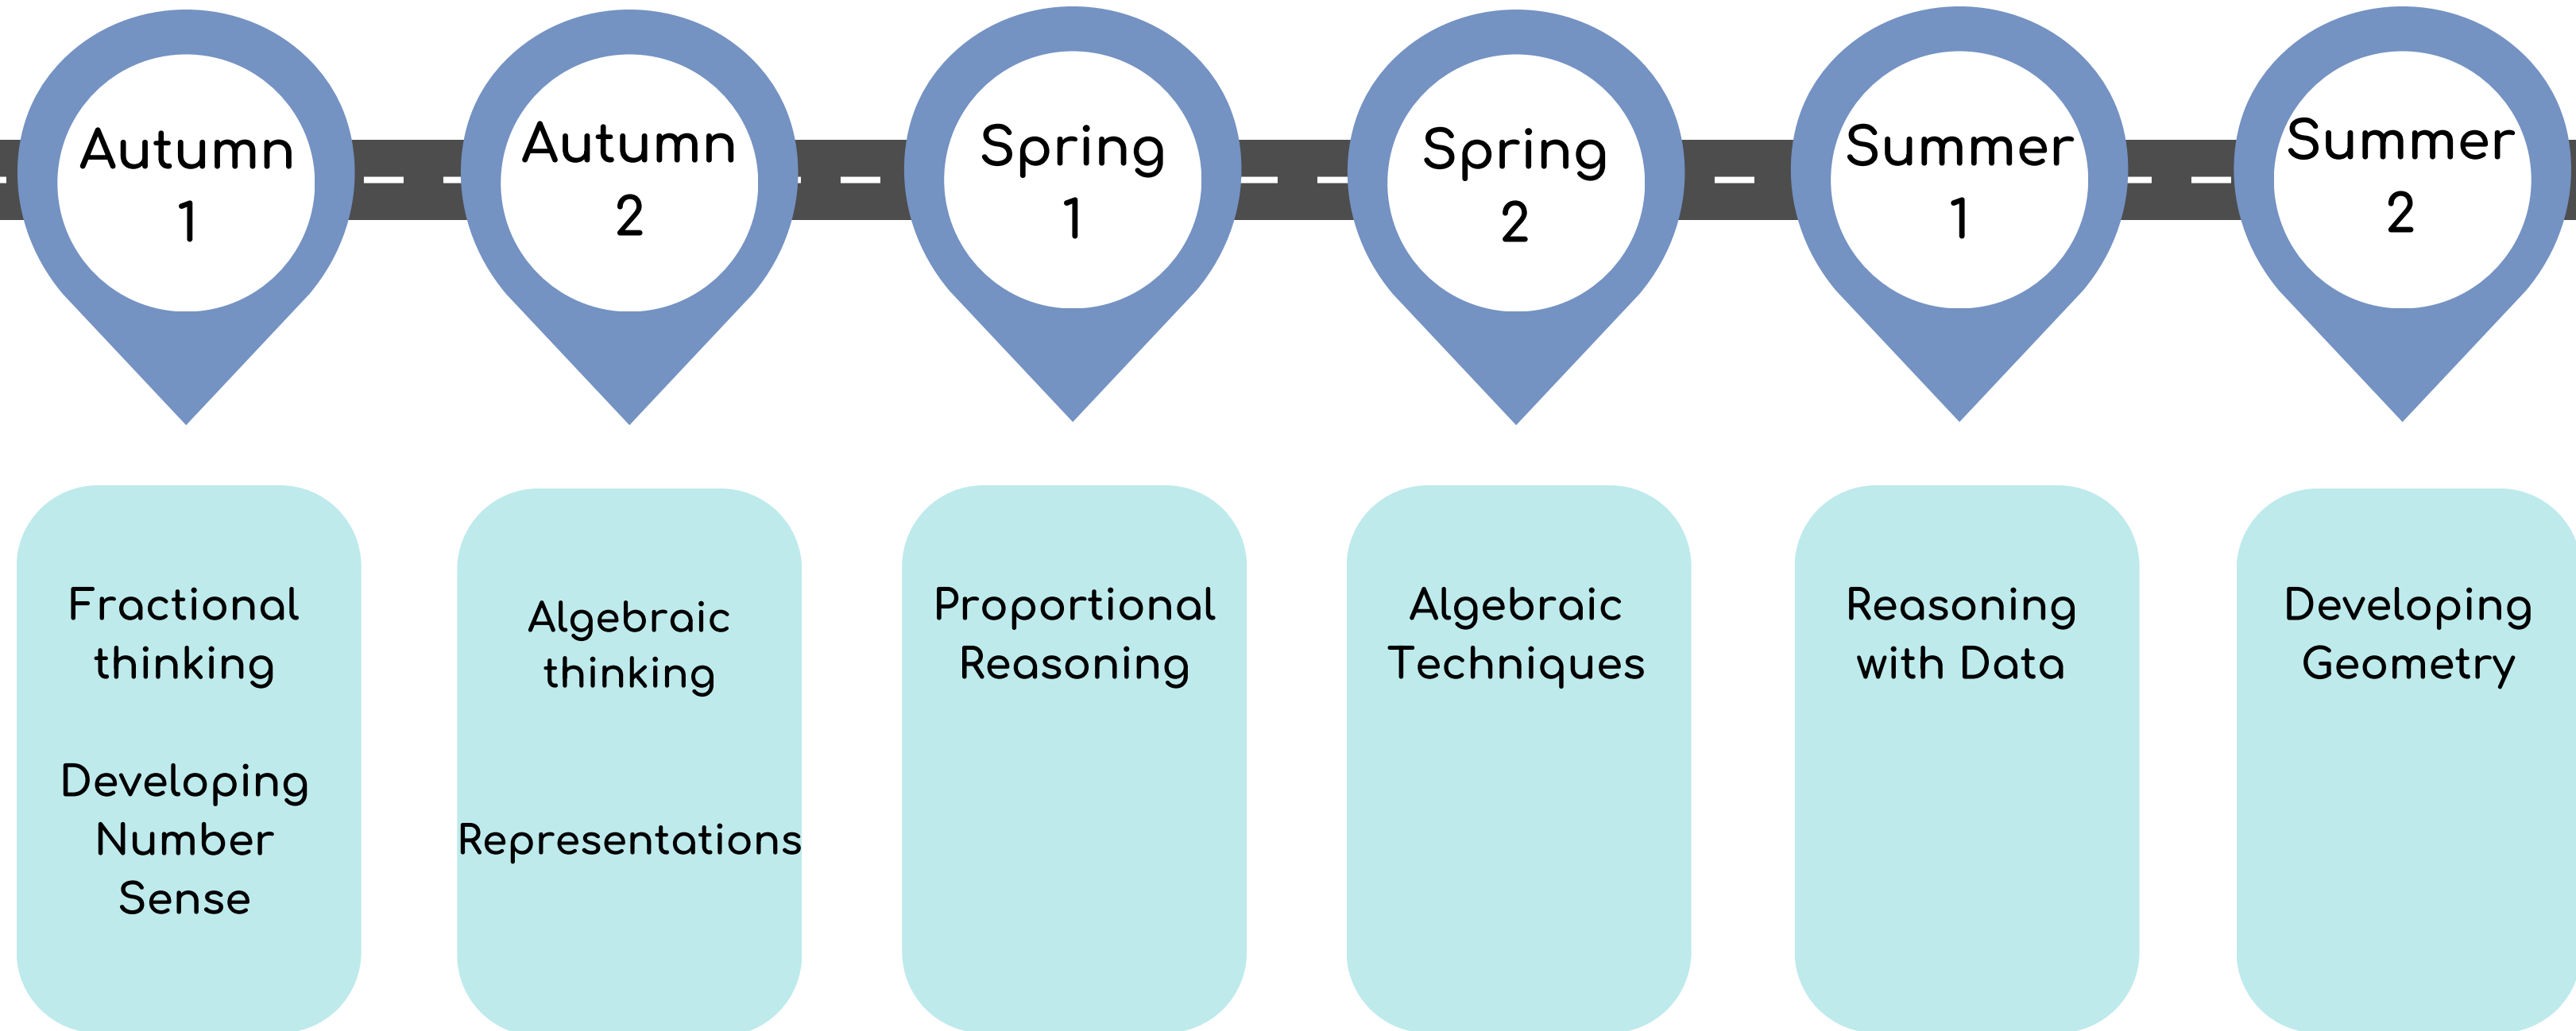 Autumn
1
Autumn
2
Spring
1
Spring
2
Summer
1
Summer
2
Fractional
thinking
Developing
Number
Sense
Algebraic
thinking
Representations
Proportional
Reasoning
Algebraic
Techniques
Reasoning
with Data
Developing
Geometry